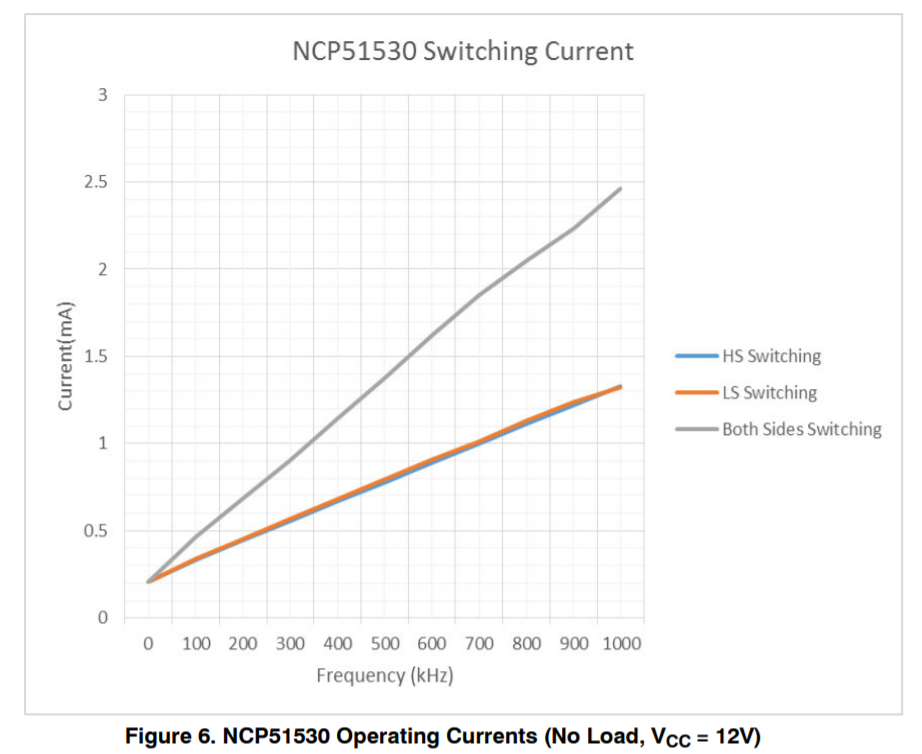 NCP51530 Switching Current
3
2.5
2
1.5
1
0.5
0
Current(mA)
0 100 200 300 400 500 600 700 800 900 1000
Frequency (kHz)
HS Switching
LS Switching
Both Sides Switching
Figure 6. NCP51530 Operating Currents (No Load, VCC = 12V)